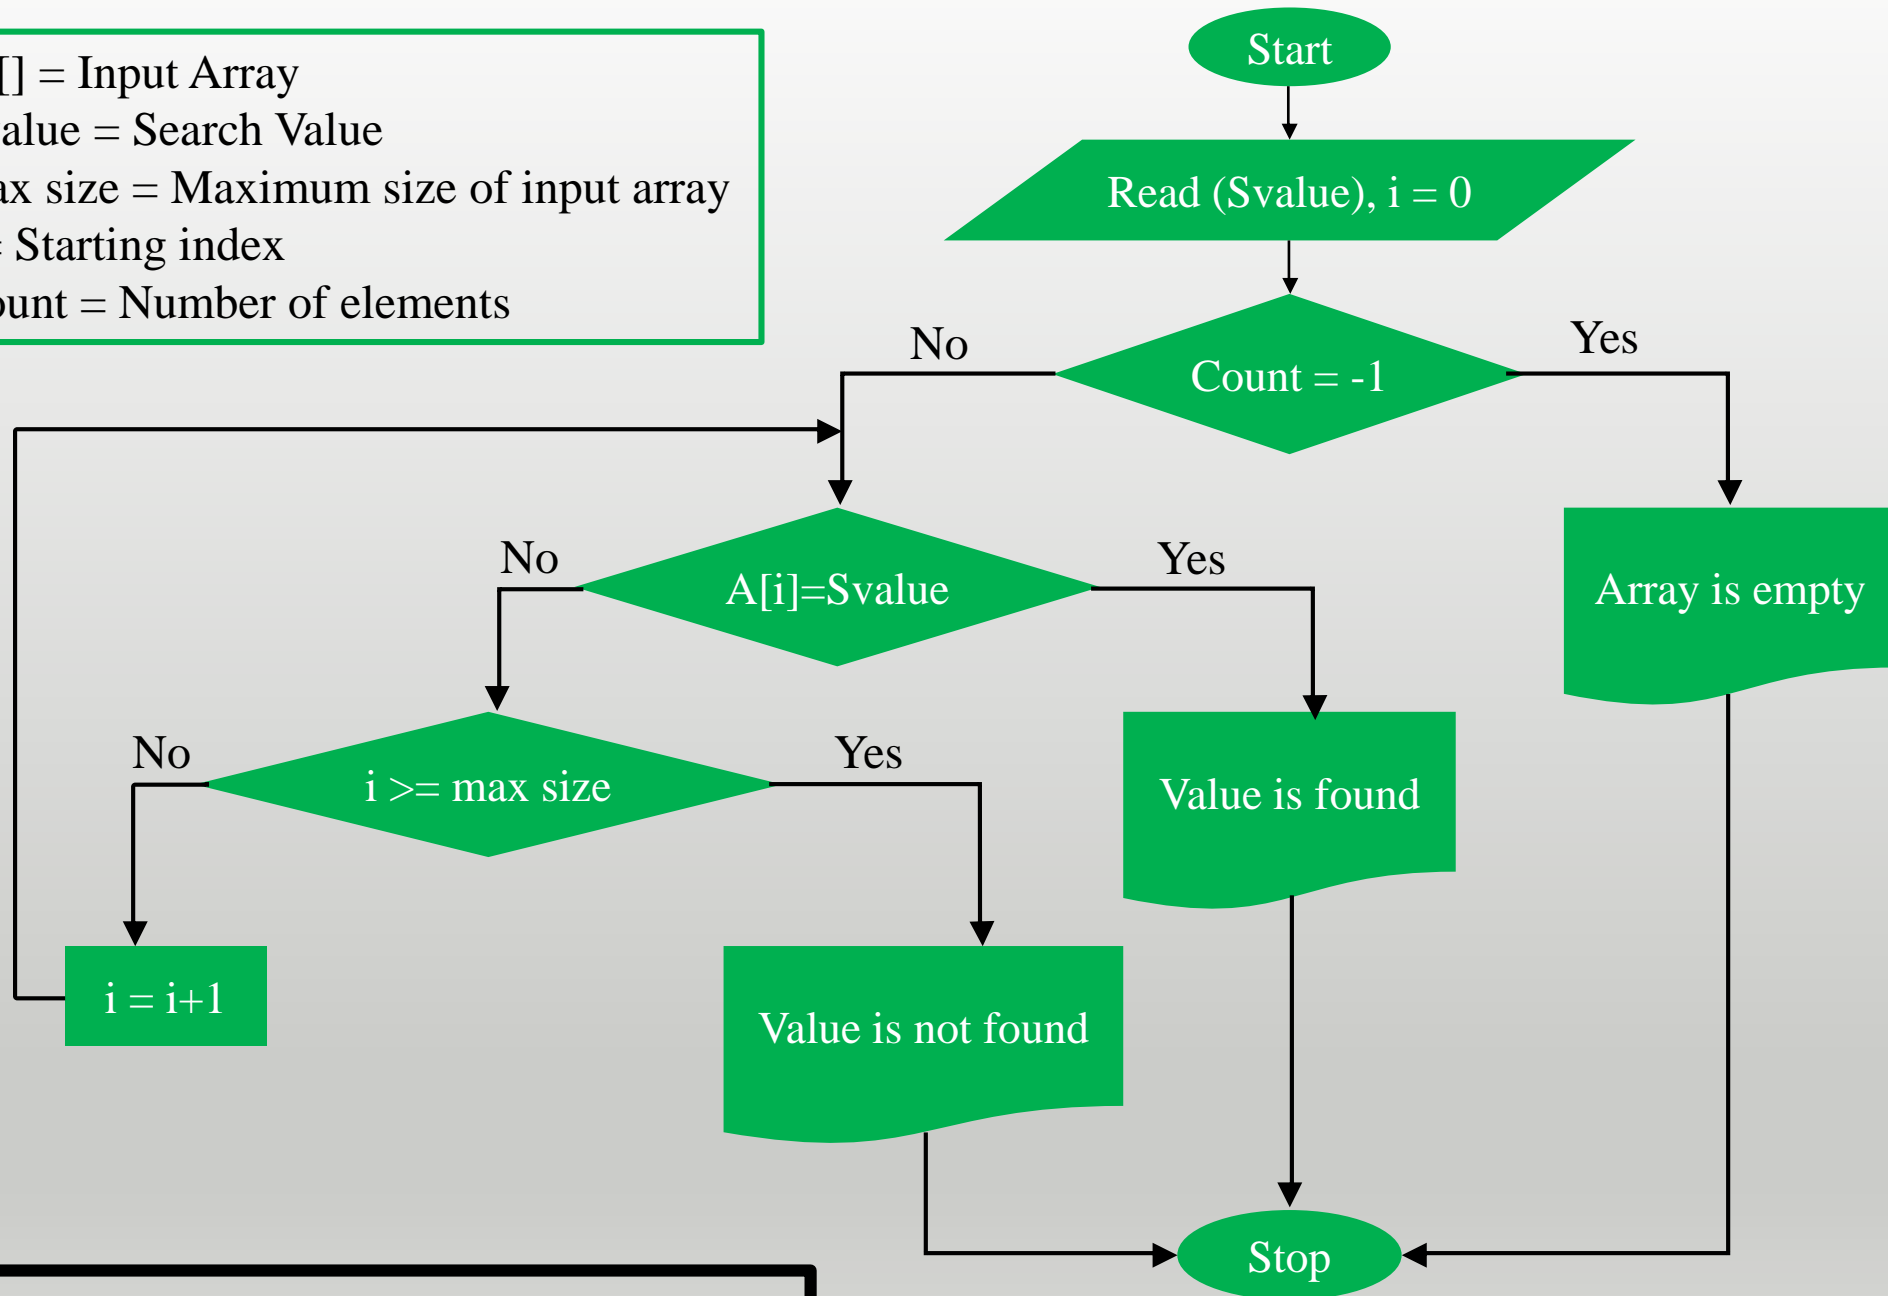 [] = Input Array
alue = Search Value
ax size = Maximum size of input array
= Starting index
ount = Number of elements
Start
Read (Svalue), i = 0
Count = -1
No
Yes
A[i]=Svalue
No
Yes
Array is empty
i >= max size
No
Yes
Value is found
i = i+1
Value is not found
Stop